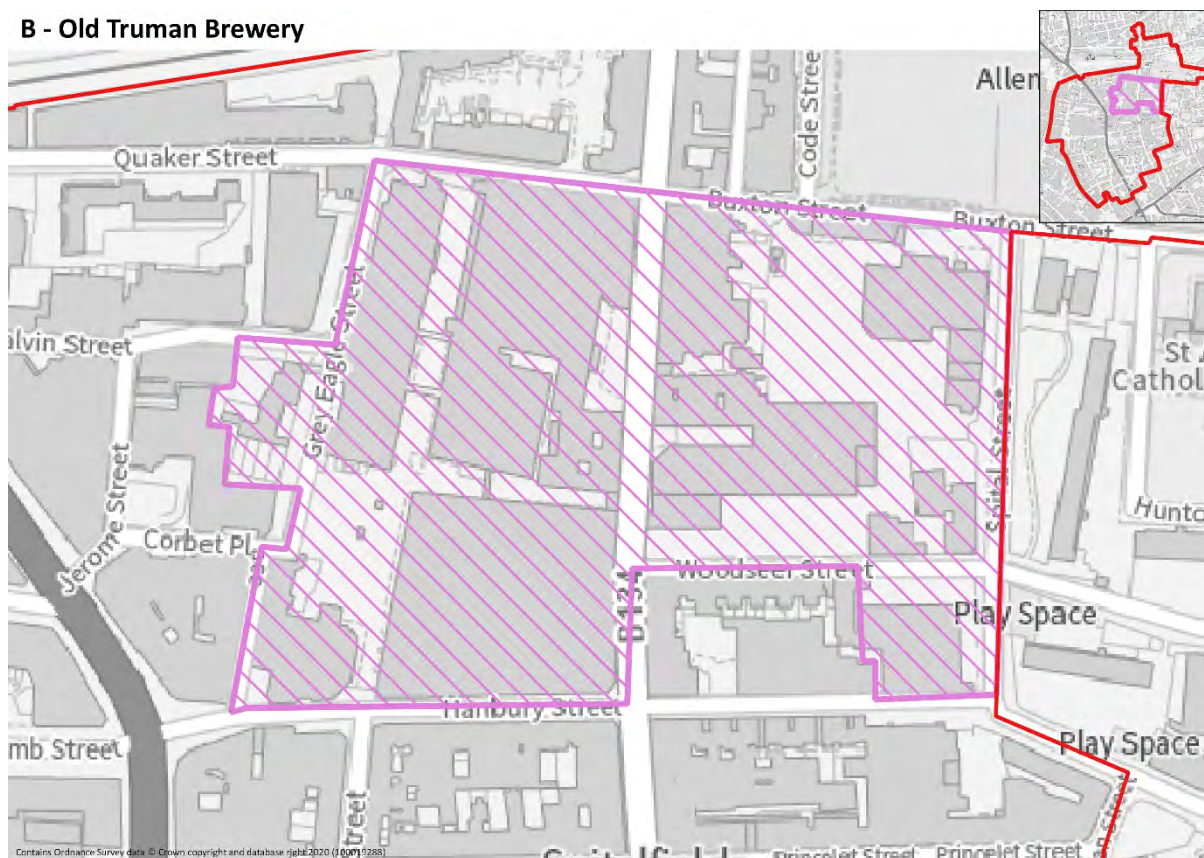 B - Old Truman Brewery
Allen
Code Street
Quaker Street
Buxton Street
Buxton Street
Grey Eagle Street
alvin Street
St
Cathol
Spital Street
Jerome Street
Corbet Pl
Hunto
B134
Woodseer Street
Play Space
Hanbury Street
mb Street
Play Space
Street
Princelet Street
Princelet Street
Contains Ordnance Survey data © Crown copyright and database right 2020 (100019288)